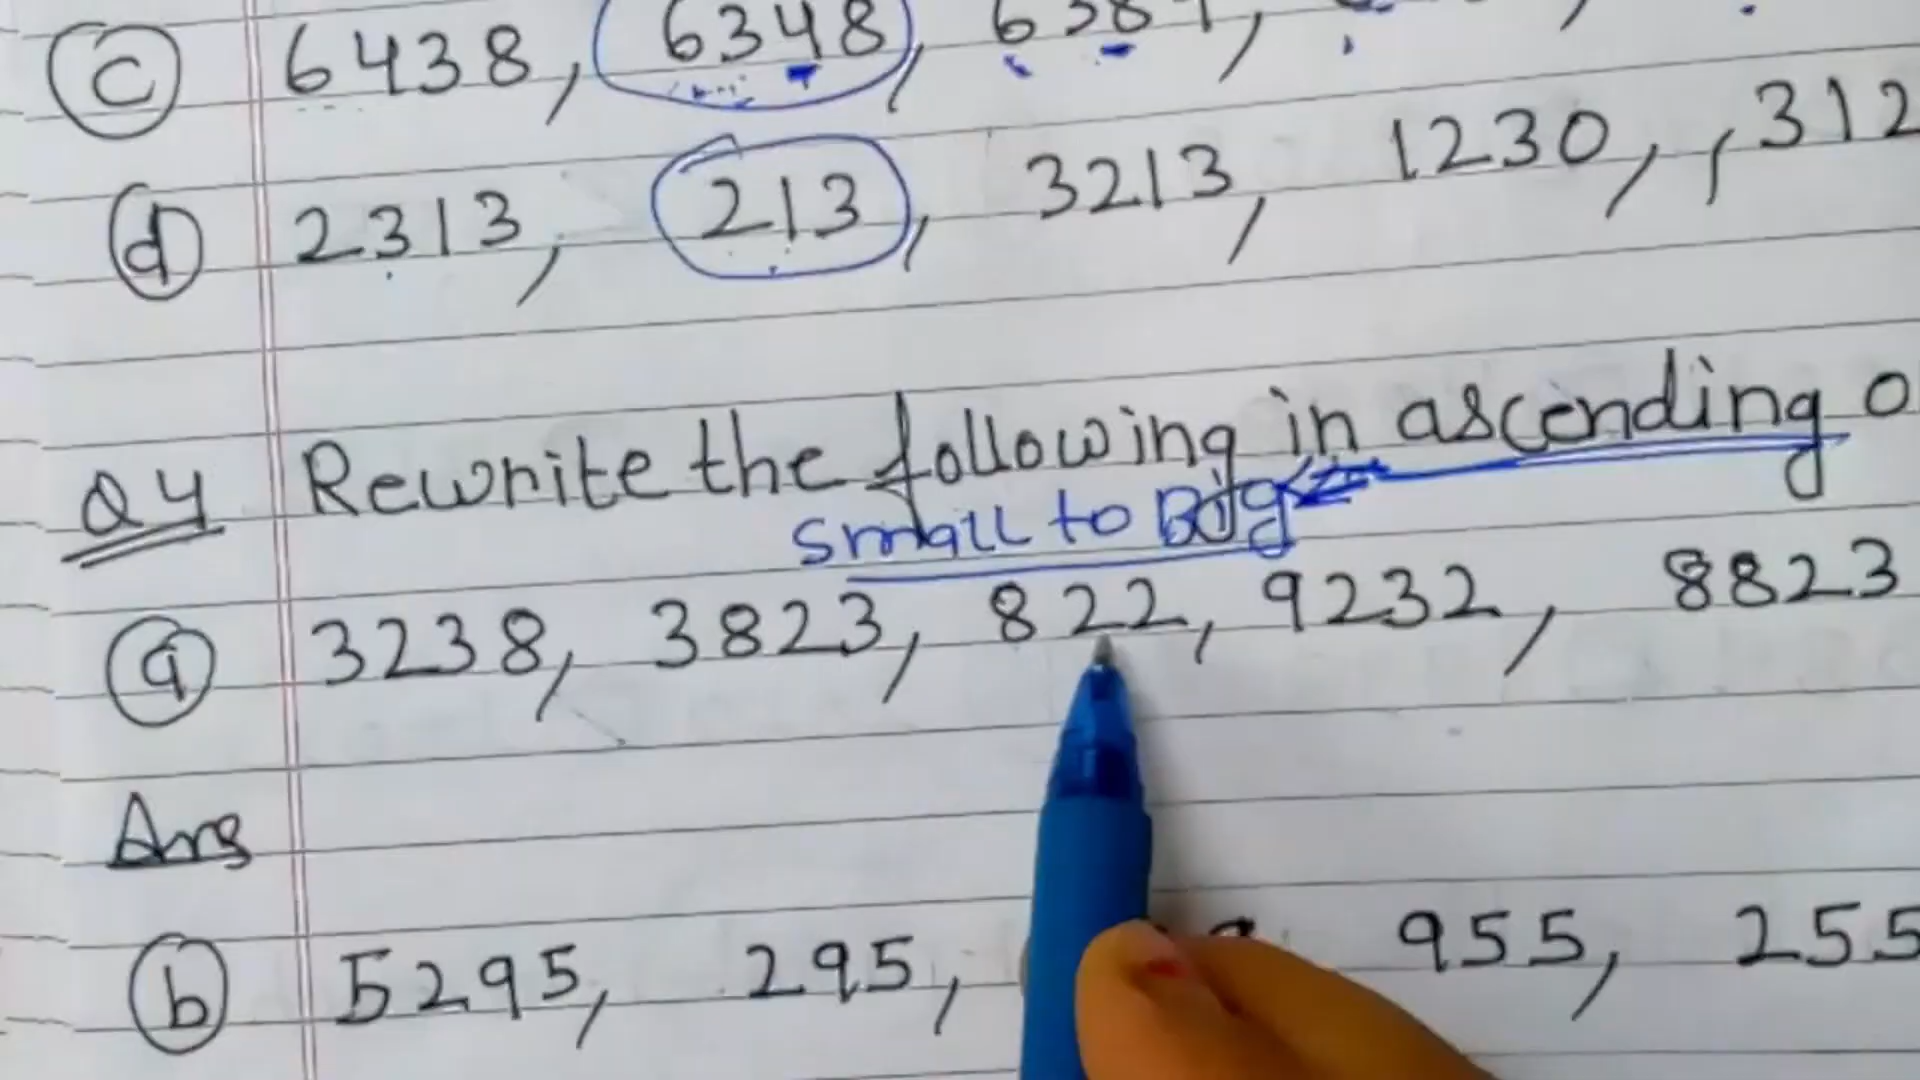 c 6438, 6348,
d 2313, 213, 3213, 1230, , 312
Q4 Rewrite the following in ascending
Small to Big
a 3238, 3823, 822, 9232, 8823
Ans
b 5295, 295, 955, 255